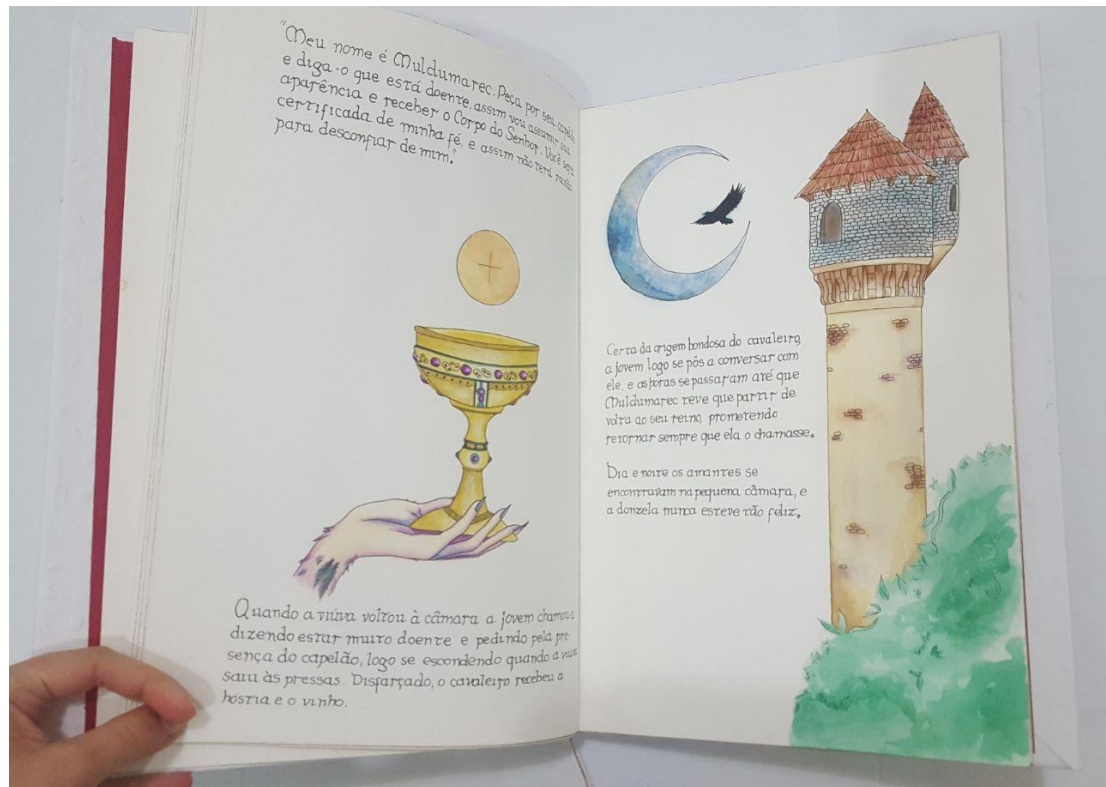 "Meu nome é Muldumarec. Peça por seu capelão
e diga-o que está doente, assim vou assumir sua
aparência e receber o Corpo do Senhor. Você será
certificada de minha fé, e assim não terá razão
para desconfiar de mim."
Quando a viúva voltou à câmara a jovem chamou-a
dizendo estar muito doente e pedindo pela pre-
sença do capelão, logo se escondendo quando a viúva
saiu às pressas. Disfarçado, o cavaleiro recebeu a
hóstia e o vinho.
Certa da origem bondosa do cavaleiro,
a jovem logo se pôs a conversar com
ele, e as horas se passaram até que
Muldumarec teve que partir de
volta ao seu reino, prometendo
retornar sempre que ela o chamasse.
Dia e noite os amantes se
encontravam na pequena câmara, e
a donzela nunca esteve tão feliz.